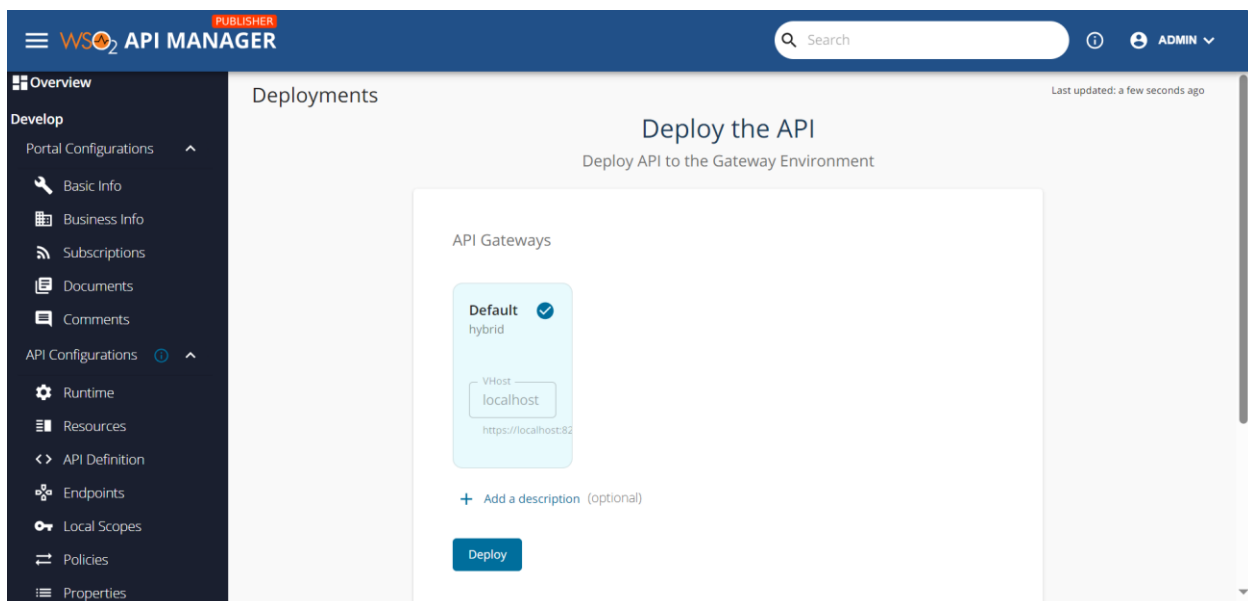 PUBLISHER
WSO2 API MANAGER
Search
ADMIN
Overview
Develop
Portal Configurations
Basic Info
Business Info
Subscriptions
Documents
Comments
API Configurations
Runtime
Resources
API Definition
Endpoints
Local Scopes
Policies
Properties
Deployments
Last updated: a few seconds ago
Deploy the API
Deploy API to the Gateway Environment
API Gateways
Default
hybrid
VHost
localhost
https://localhost:82
Add a description (optional)
Deploy